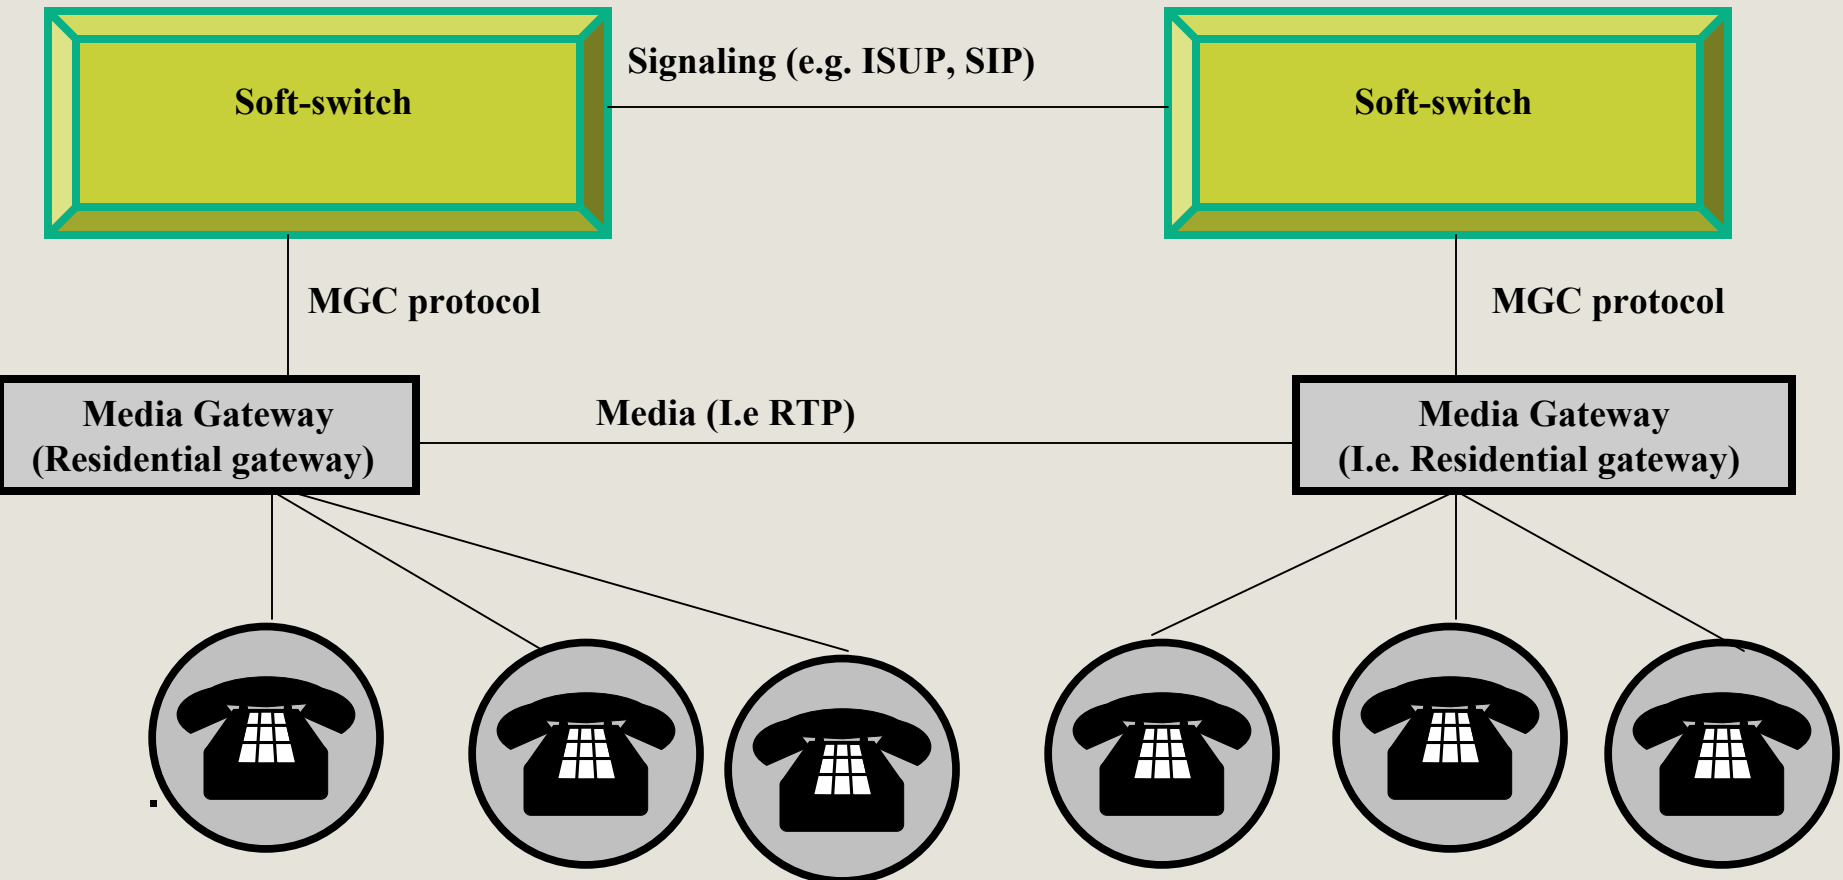 Signaling (e.g. ISUP, SIP)
Soft-switch
Soft-switch
MGC protocol
MGC protocol
Media Gateway
(Residential gateway)
Media (I.e RTP)
Media Gateway
(I.e. Residential gateway)